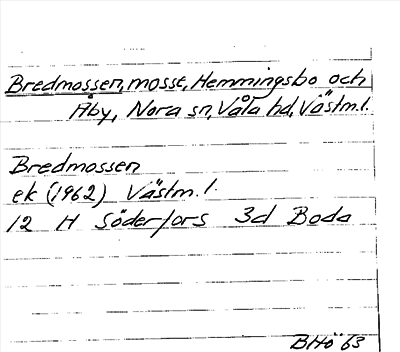 Bredmossen, mosse, Hemmingsbo och
Åby, Nora sn, Våla hd, Västm.l.
Bredmossen
ek (1962) Västm.l.
12 H Söderfors 3d Boda
BHö 63